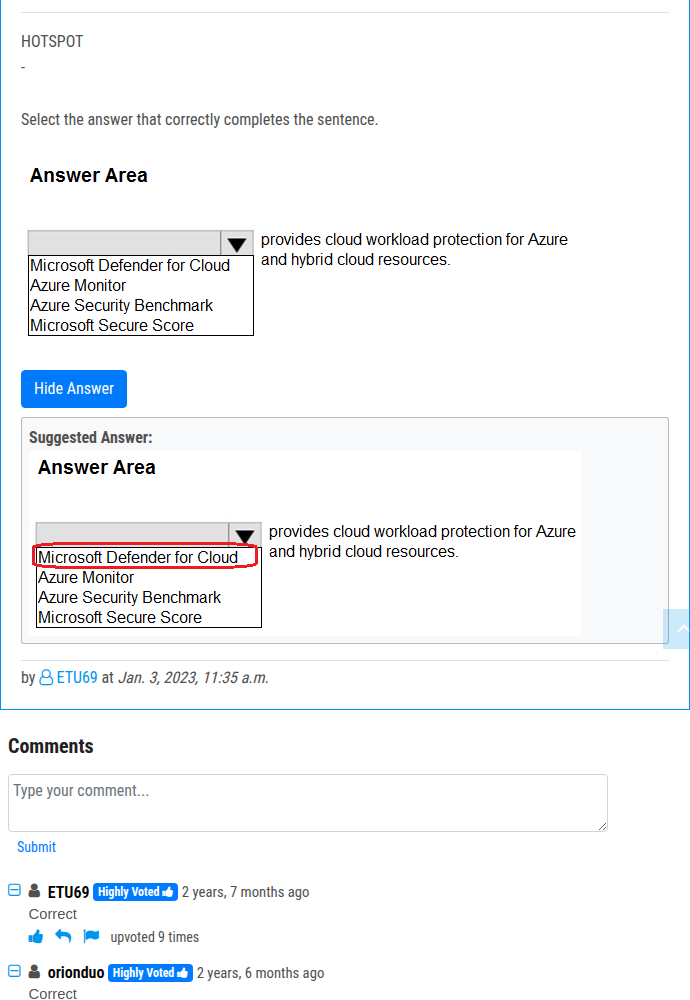 HOTSPOT
-
Select the answer that correctly completes the sentence.
Answer Area
provides cloud workload protection for Azure
and hybrid cloud resources.
Microsoft Defender for Cloud
Azure Monitor
Azure Security Benchmark
Microsoft Secure Score
Hide Answer
Suggested Answer:
Answer Area
provides cloud workload protection for Azure
and hybrid cloud resources.
Microsoft Defender for Cloud
Azure Monitor
Azure Security Benchmark
Microsoft Secure Score
by ETU69 at Jan. 3, 2023, 11:35 a.m.
Comments
Type your comment...
Submit
ETU69 Highly Voted 2 years, 7 months ago
Correct
upvoted 9 times
orionduo Highly Voted 2 years, 6 months ago
Correct